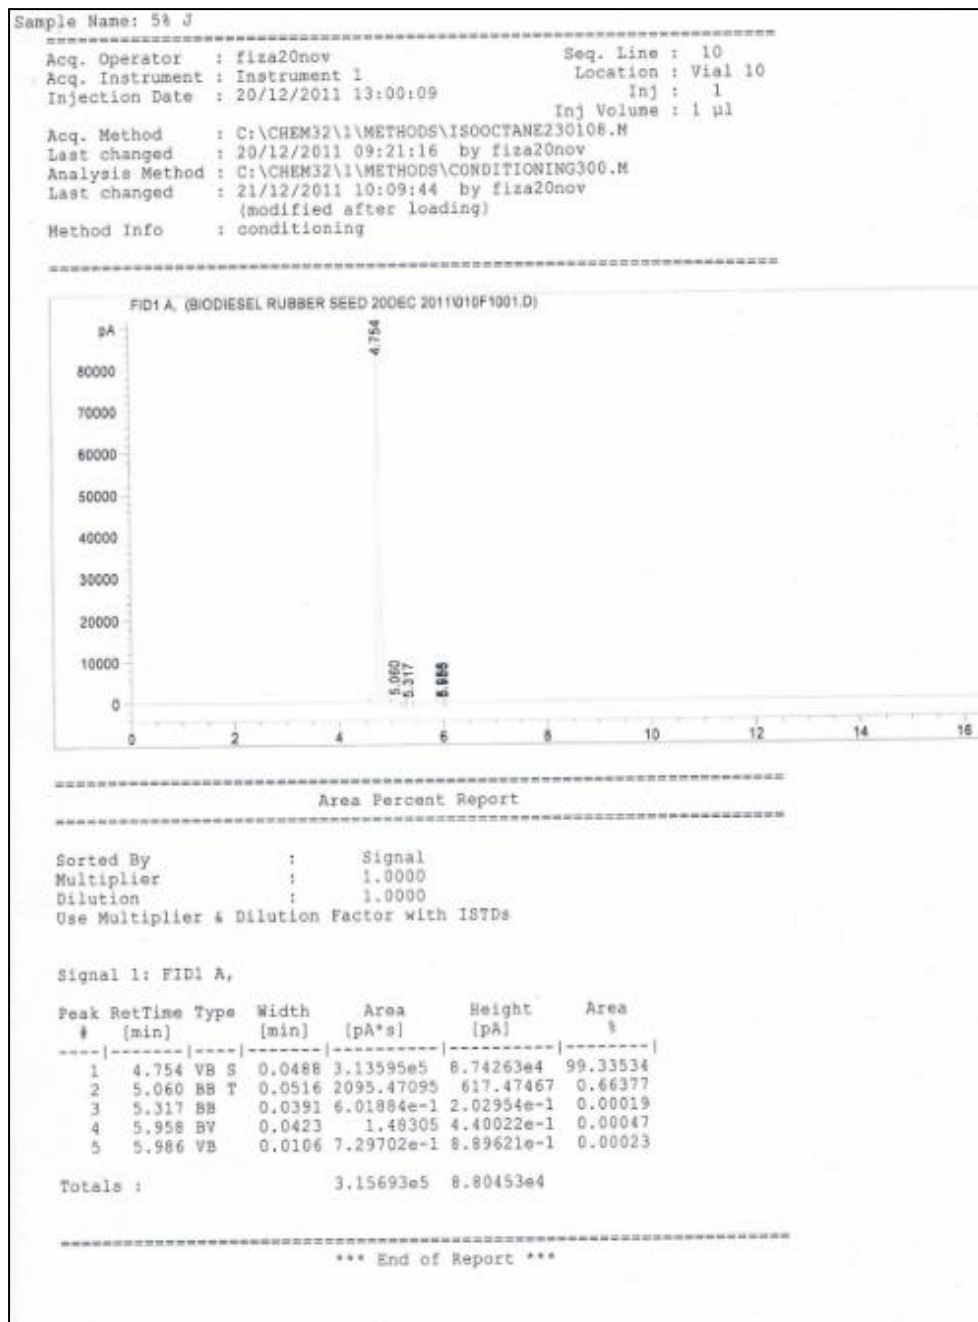 Sample Name: 5% J
=====================================================================
Acq. Operator   : fiza20nov                      Seq. Line :  10
Acq. Instrument : Instrument 1                    Location : Vial 10
Injection Date  : 20/12/2011 13:00:09                  Inj :   1
Inj Volume : 1 µl
Acq. Method     : C:\CHEM32\1\METHODS\ISOOCTANE230108.M
Last changed    : 20/12/2011 09:21:16  by fiza20nov
Analysis Method : C:\CHEM32\1\METHODS\CONDITIONING300.M
Last changed    : 21/12/2011 10:09:44  by fiza20nov
(modified after loading)
Method Info     : conditioning
=====================================================================
FID1 A, (BIODIESEL RUBBER SEED 20DEC 2011\010F1001.D)
pA
4.754
80000
70000
60000
50000
40000
30000
20000
10000
5.060
5.317
0
0 2 4 6 8 10 12 14 16
=====================================================================
Area Percent Report
=====================================================================
Sorted By             :      Signal
Multiplier            :      1.0000
Dilution              :      1.0000
Use Multiplier & Dilution Factor with ISTDs
Signal 1: FID1 A,
Peak RetTime Type  Width     Area      Height     Area
#   [min]        [min]   [pA*s]     [pA]         %
----|-------|----|-------|----------|----------|--------|
1   4.754 VB S  0.0488 3.13595e5  8.74263e4  99.33534
2   5.060 BB T  0.0516 2095.47095  617.47467  0.66377
3   5.317 BB    0.0391 6.01884e-1 2.02954e-1  0.00019
4   5.958 BV    0.0423    1.48305 4.40022e-1  0.00047
5   5.986 VB    0.0106 7.29702e-1 8.89621e-1  0.00023
Totals :                  3.15693e5  8.80453e4
=====================================================================
*** End of Report ***